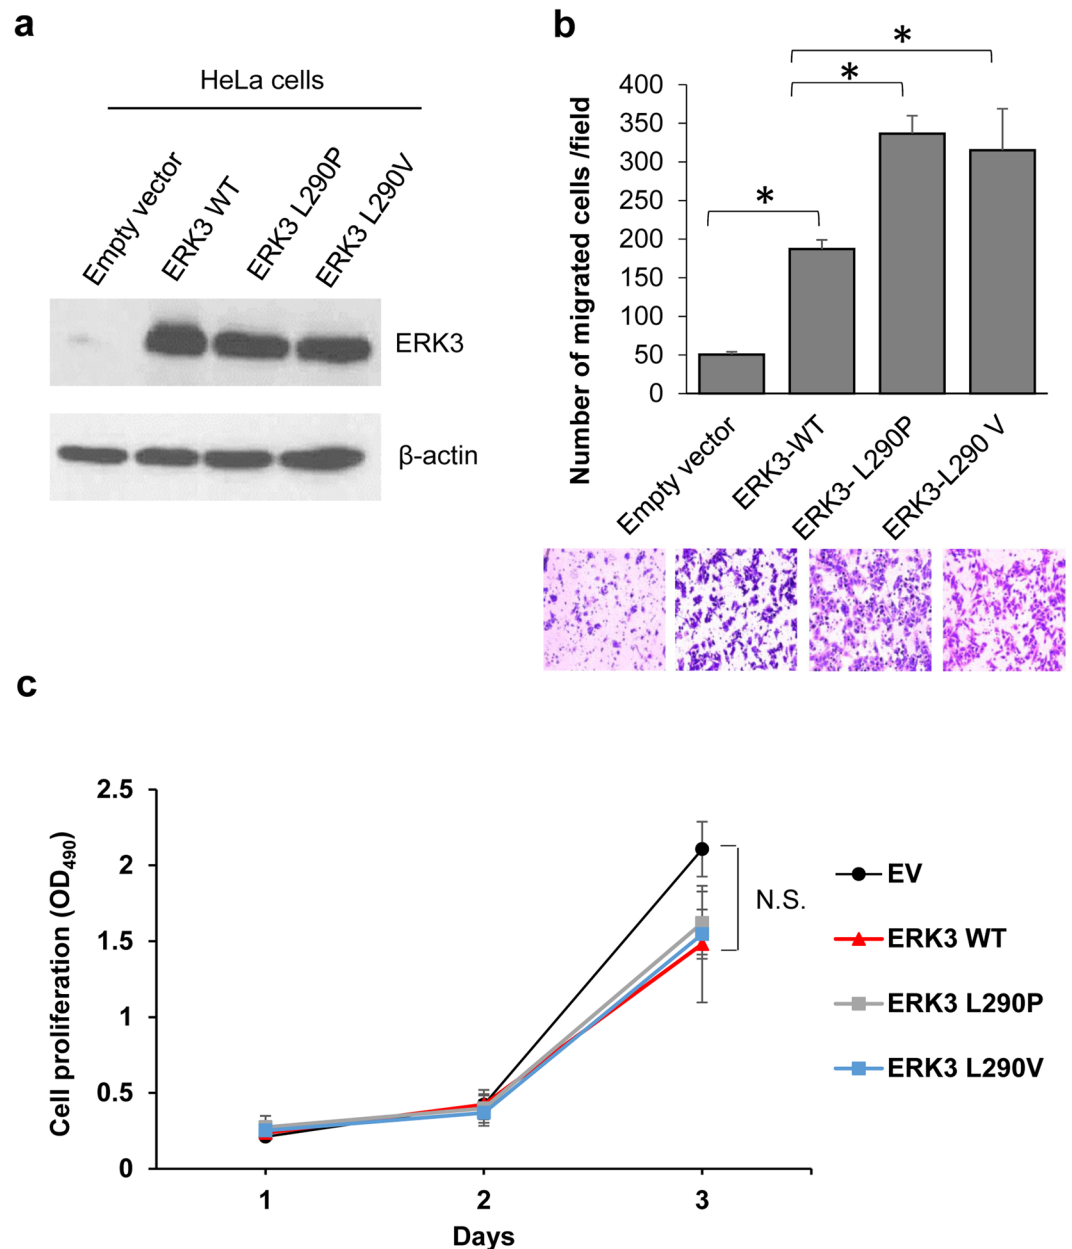 a
HeLa cells
Empty vector
ERK3 WT
ERK3 L290P
ERK3 L290V
ERK3
β-actin
b
Number of migrated cells /field
400
350
300
250
200
150
100
50
0
*
*
*
Empty vector
ERK3-WT
ERK3- L290P
ERK3-L290 V
c
Cell proliferation (OD490)
2.5
2
1.5
1
0.5
0
1 2 3
Days
N.S.
EV
ERK3 WT
ERK3 L290P
ERK3 L290V